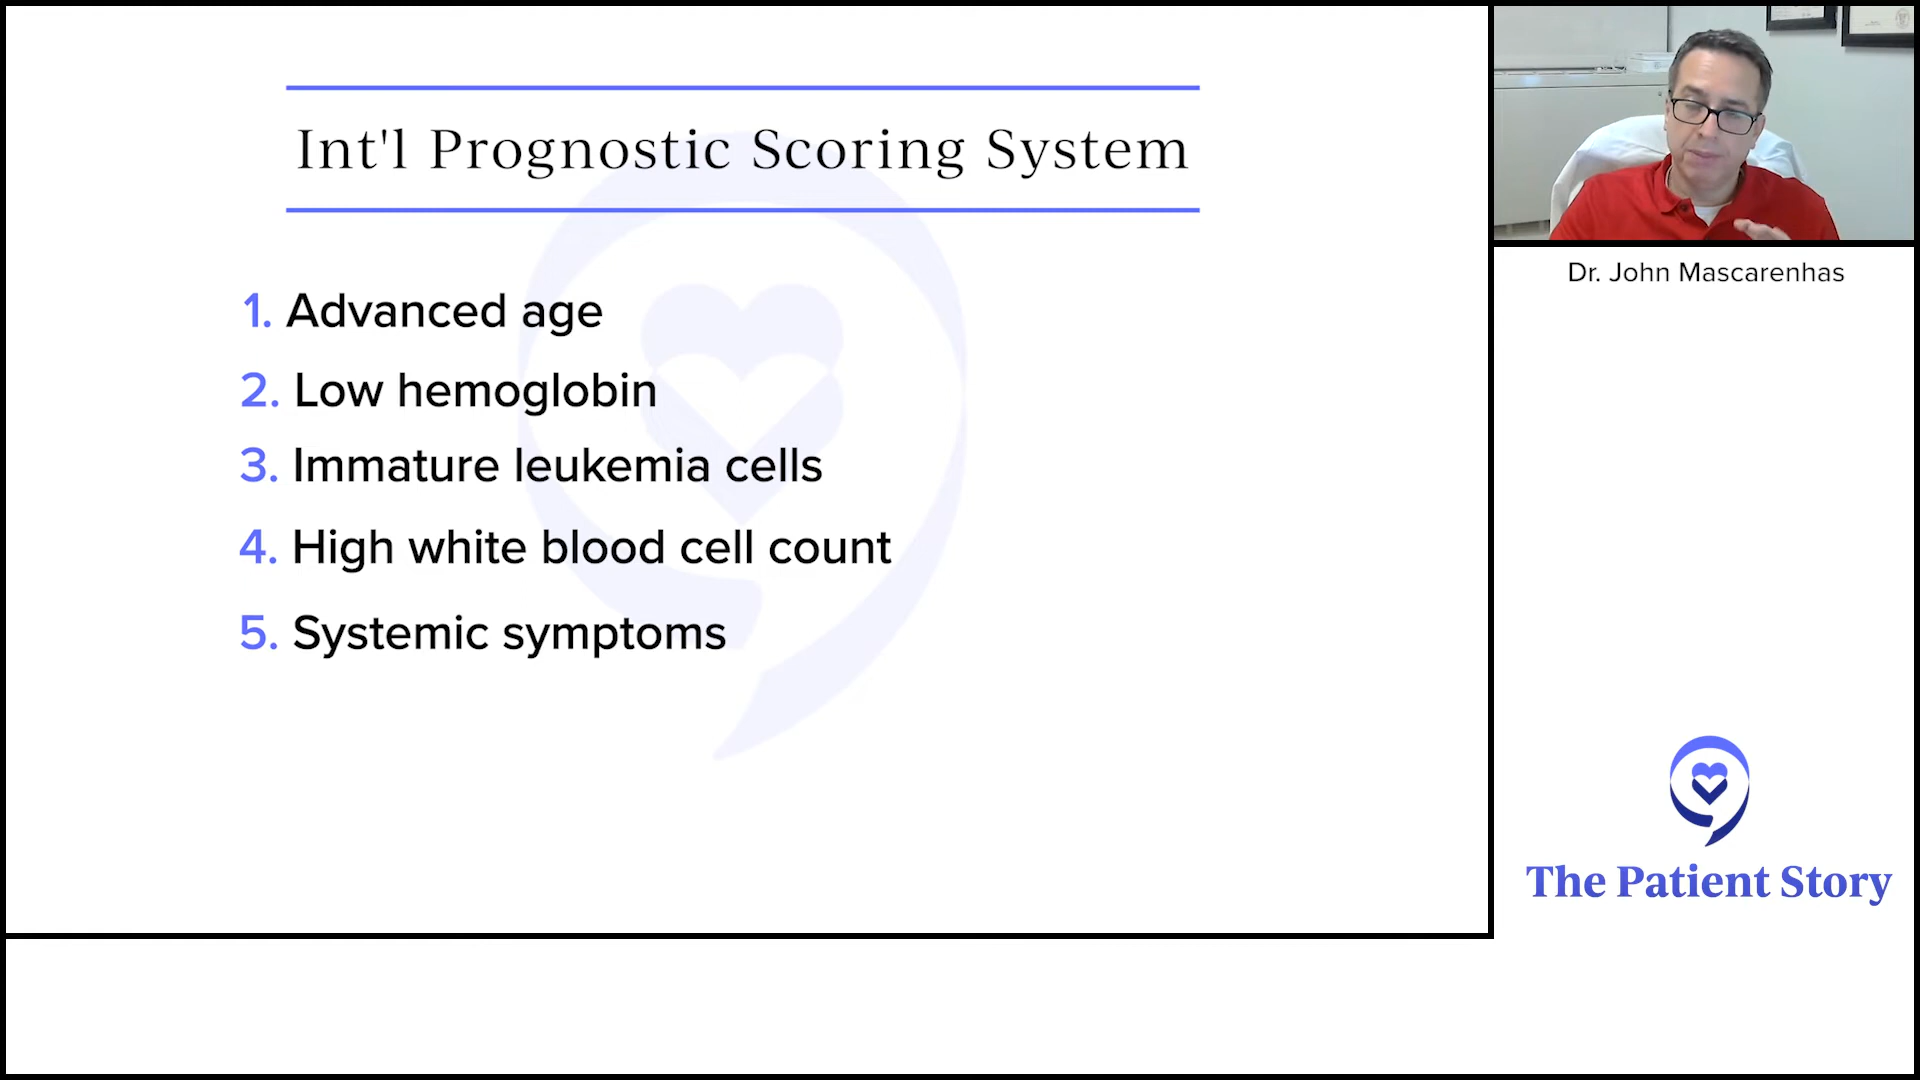 Int'l Prognostic Scoring System
1. Advanced age
2. Low hemoglobin
3. Immature leukemia cells
4. High white blood cell count
5. Systemic symptoms
Dr. John Mascarenhas
The Patient Story